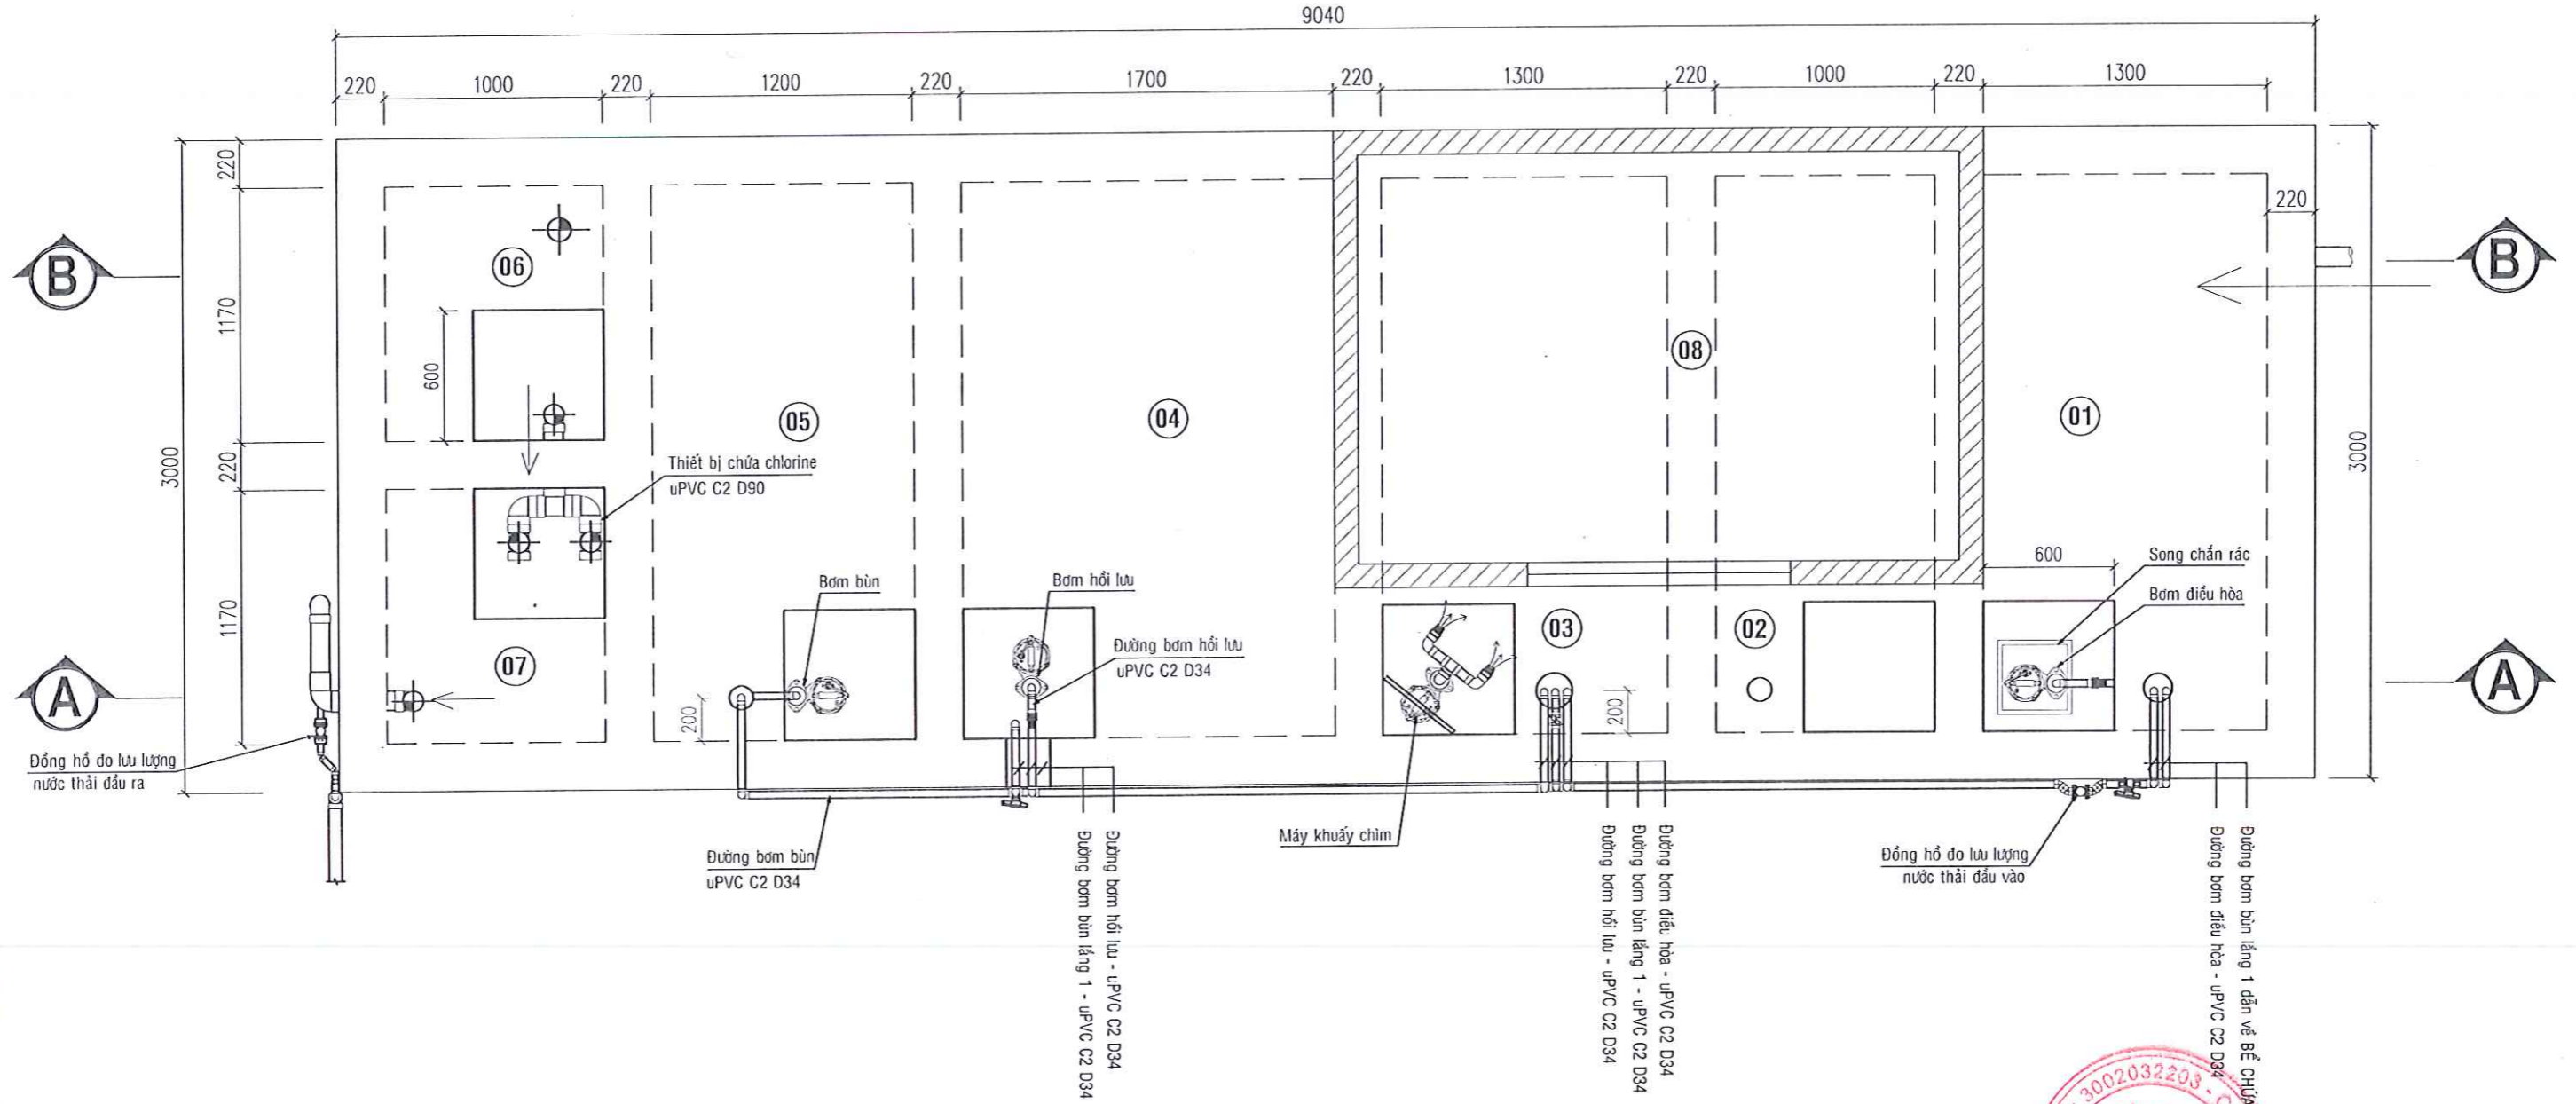 9040
220
1000
220
1200
220
1700
220
1300
220
1000
220
1300
220
1170
220
1170
3000
3000
220
B
B
A
A
06
600
05
04
08
01
03
02
07
Thiết bị chứa chlorine
uPVC C2 D90
Bơm bùn
Bơm hồi lưu
Đường bơm hồi lưu
uPVC C2 D34
600
Song chắn rác
Bơm điều hòa
200
200
Đồng hồ đo lưu lượng
nước thải đầu ra
Đường bơm bùn
uPVC C2 D34
Đường bơm hồi lưu - uPVC C2 D34
Đường bơm bùn lắng 1 - uPVC C2 D34
Máy khuấy chìm
Đường bơm điều hòa - uPVC C2 D34
Đường bơm bùn lắng 1 - uPVC C2 D34
Đường bơm hồi lưu - uPVC C2 D34
Đồng hồ đo lưu lượng
nước thải đầu vào
Đường bơm bùn lắng 1 dẫn về BỂ CHỨA
Đường bơm điều hòa - uPVC C2 D34
3002032203 - C